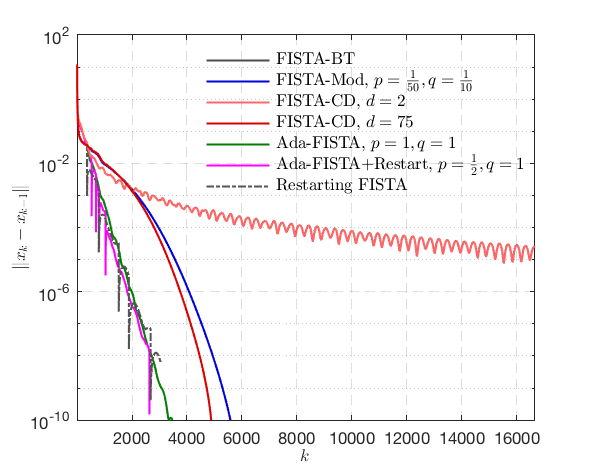 10^2
FISTA-BT
FISTA-Mod, p = 1/50, q = 1/10
FISTA-CD, d = 2
FISTA-CD, d = 75
Ada-FISTA, p = 1, q = 1
Ada-FISTA+Restart, p = 1/2, q = 1
Restarting FISTA
10^-2
10^-6
10^-10
||x_k − x_{k−1}||
2000 4000 6000 8000 10000 12000 14000 16000
k